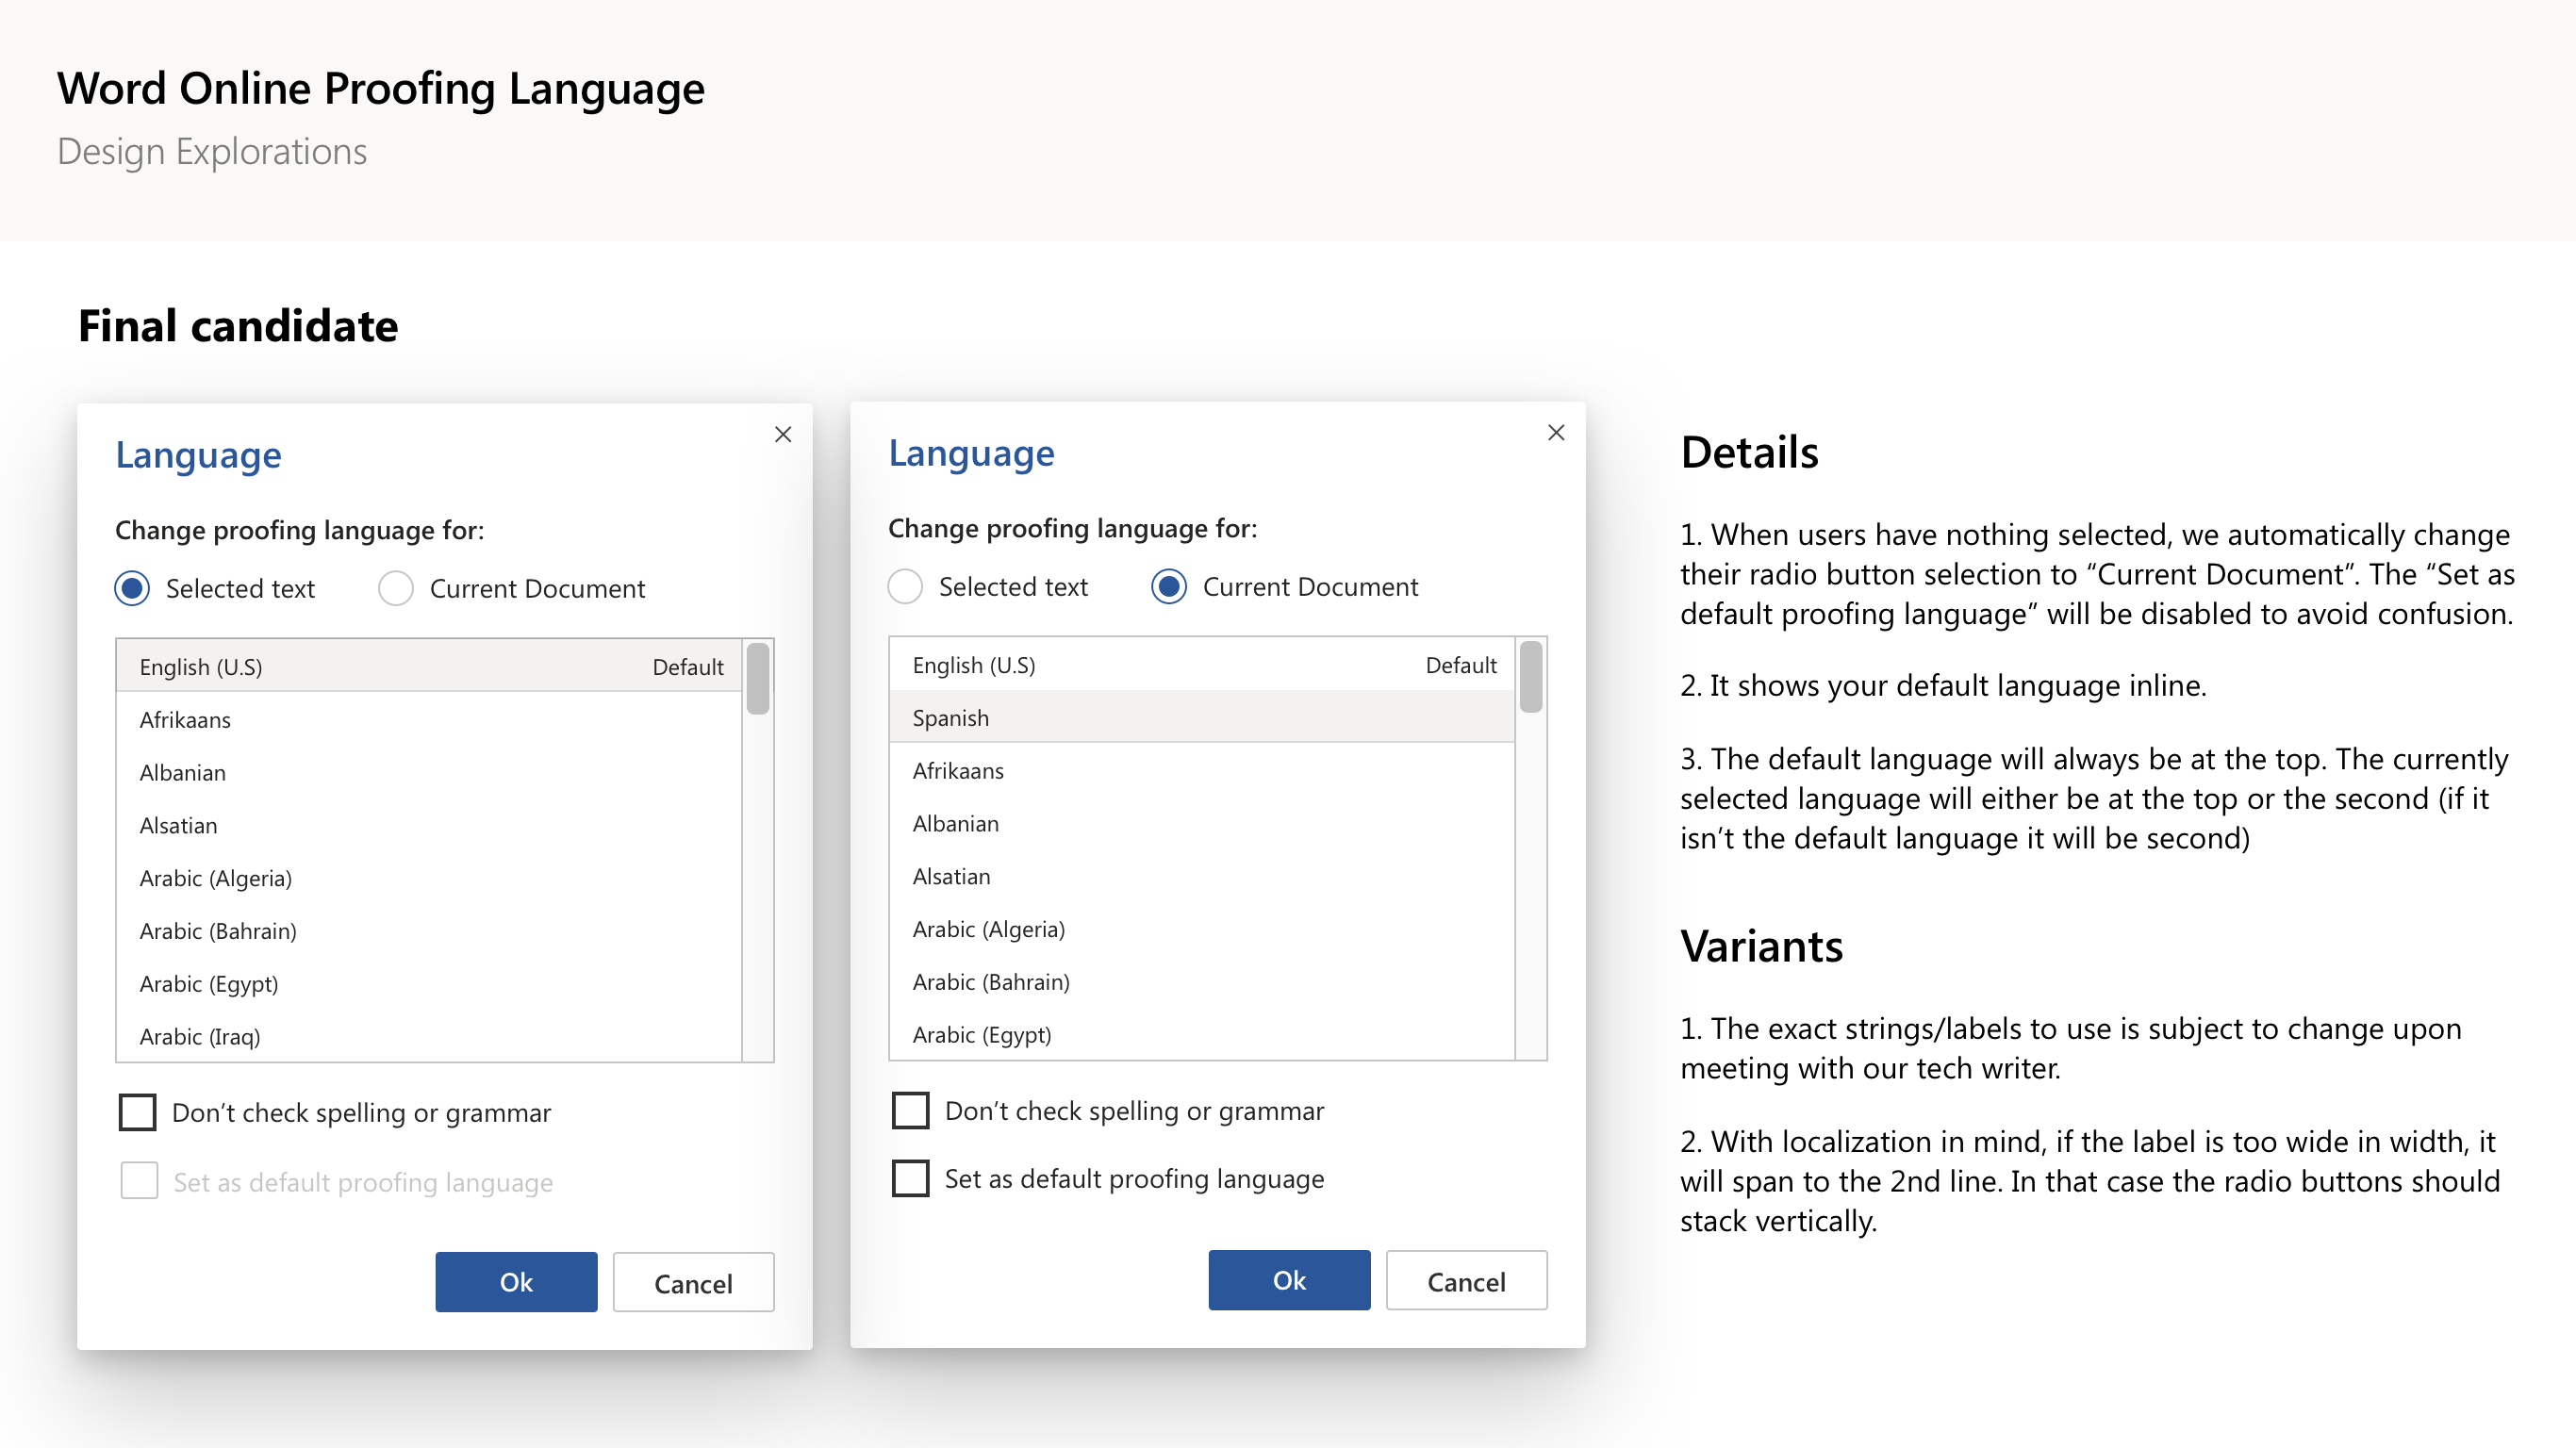 Word Online Proofing Language
Design Explorations
Final candidate
Language
Change proofing language for:
Selected text Current Document
English (U.S) Default
Afrikaans
Albanian
Alsatian
Arabic (Algeria)
Arabic (Bahrain)
Arabic (Egypt)
Arabic (Iraq)
Don’t check spelling or grammar
Set as default proofing language
Ok Cancel
Language
Change proofing language for:
Selected text Current Document
English (U.S) Default
Spanish
Afrikaans
Albanian
Alsatian
Arabic (Algeria)
Arabic (Bahrain)
Arabic (Egypt)
Don’t check spelling or grammar
Set as default proofing language
Ok Cancel
Details
1. When users have nothing selected, we automatically change
their radio button selection to “Current Document”. The “Set as
default proofing language” will be disabled to avoid confusion.
2. It shows your default language inline.
3. The default language will always be at the top. The currently
selected language will either be at the top or the second (if it
isn’t the default language it will be second)
Variants
1. The exact strings/labels to use is subject to change upon
meeting with our tech writer.
2. With localization in mind, if the label is too wide in width, it
will span to the 2nd line. In that case the radio buttons should
stack vertically.